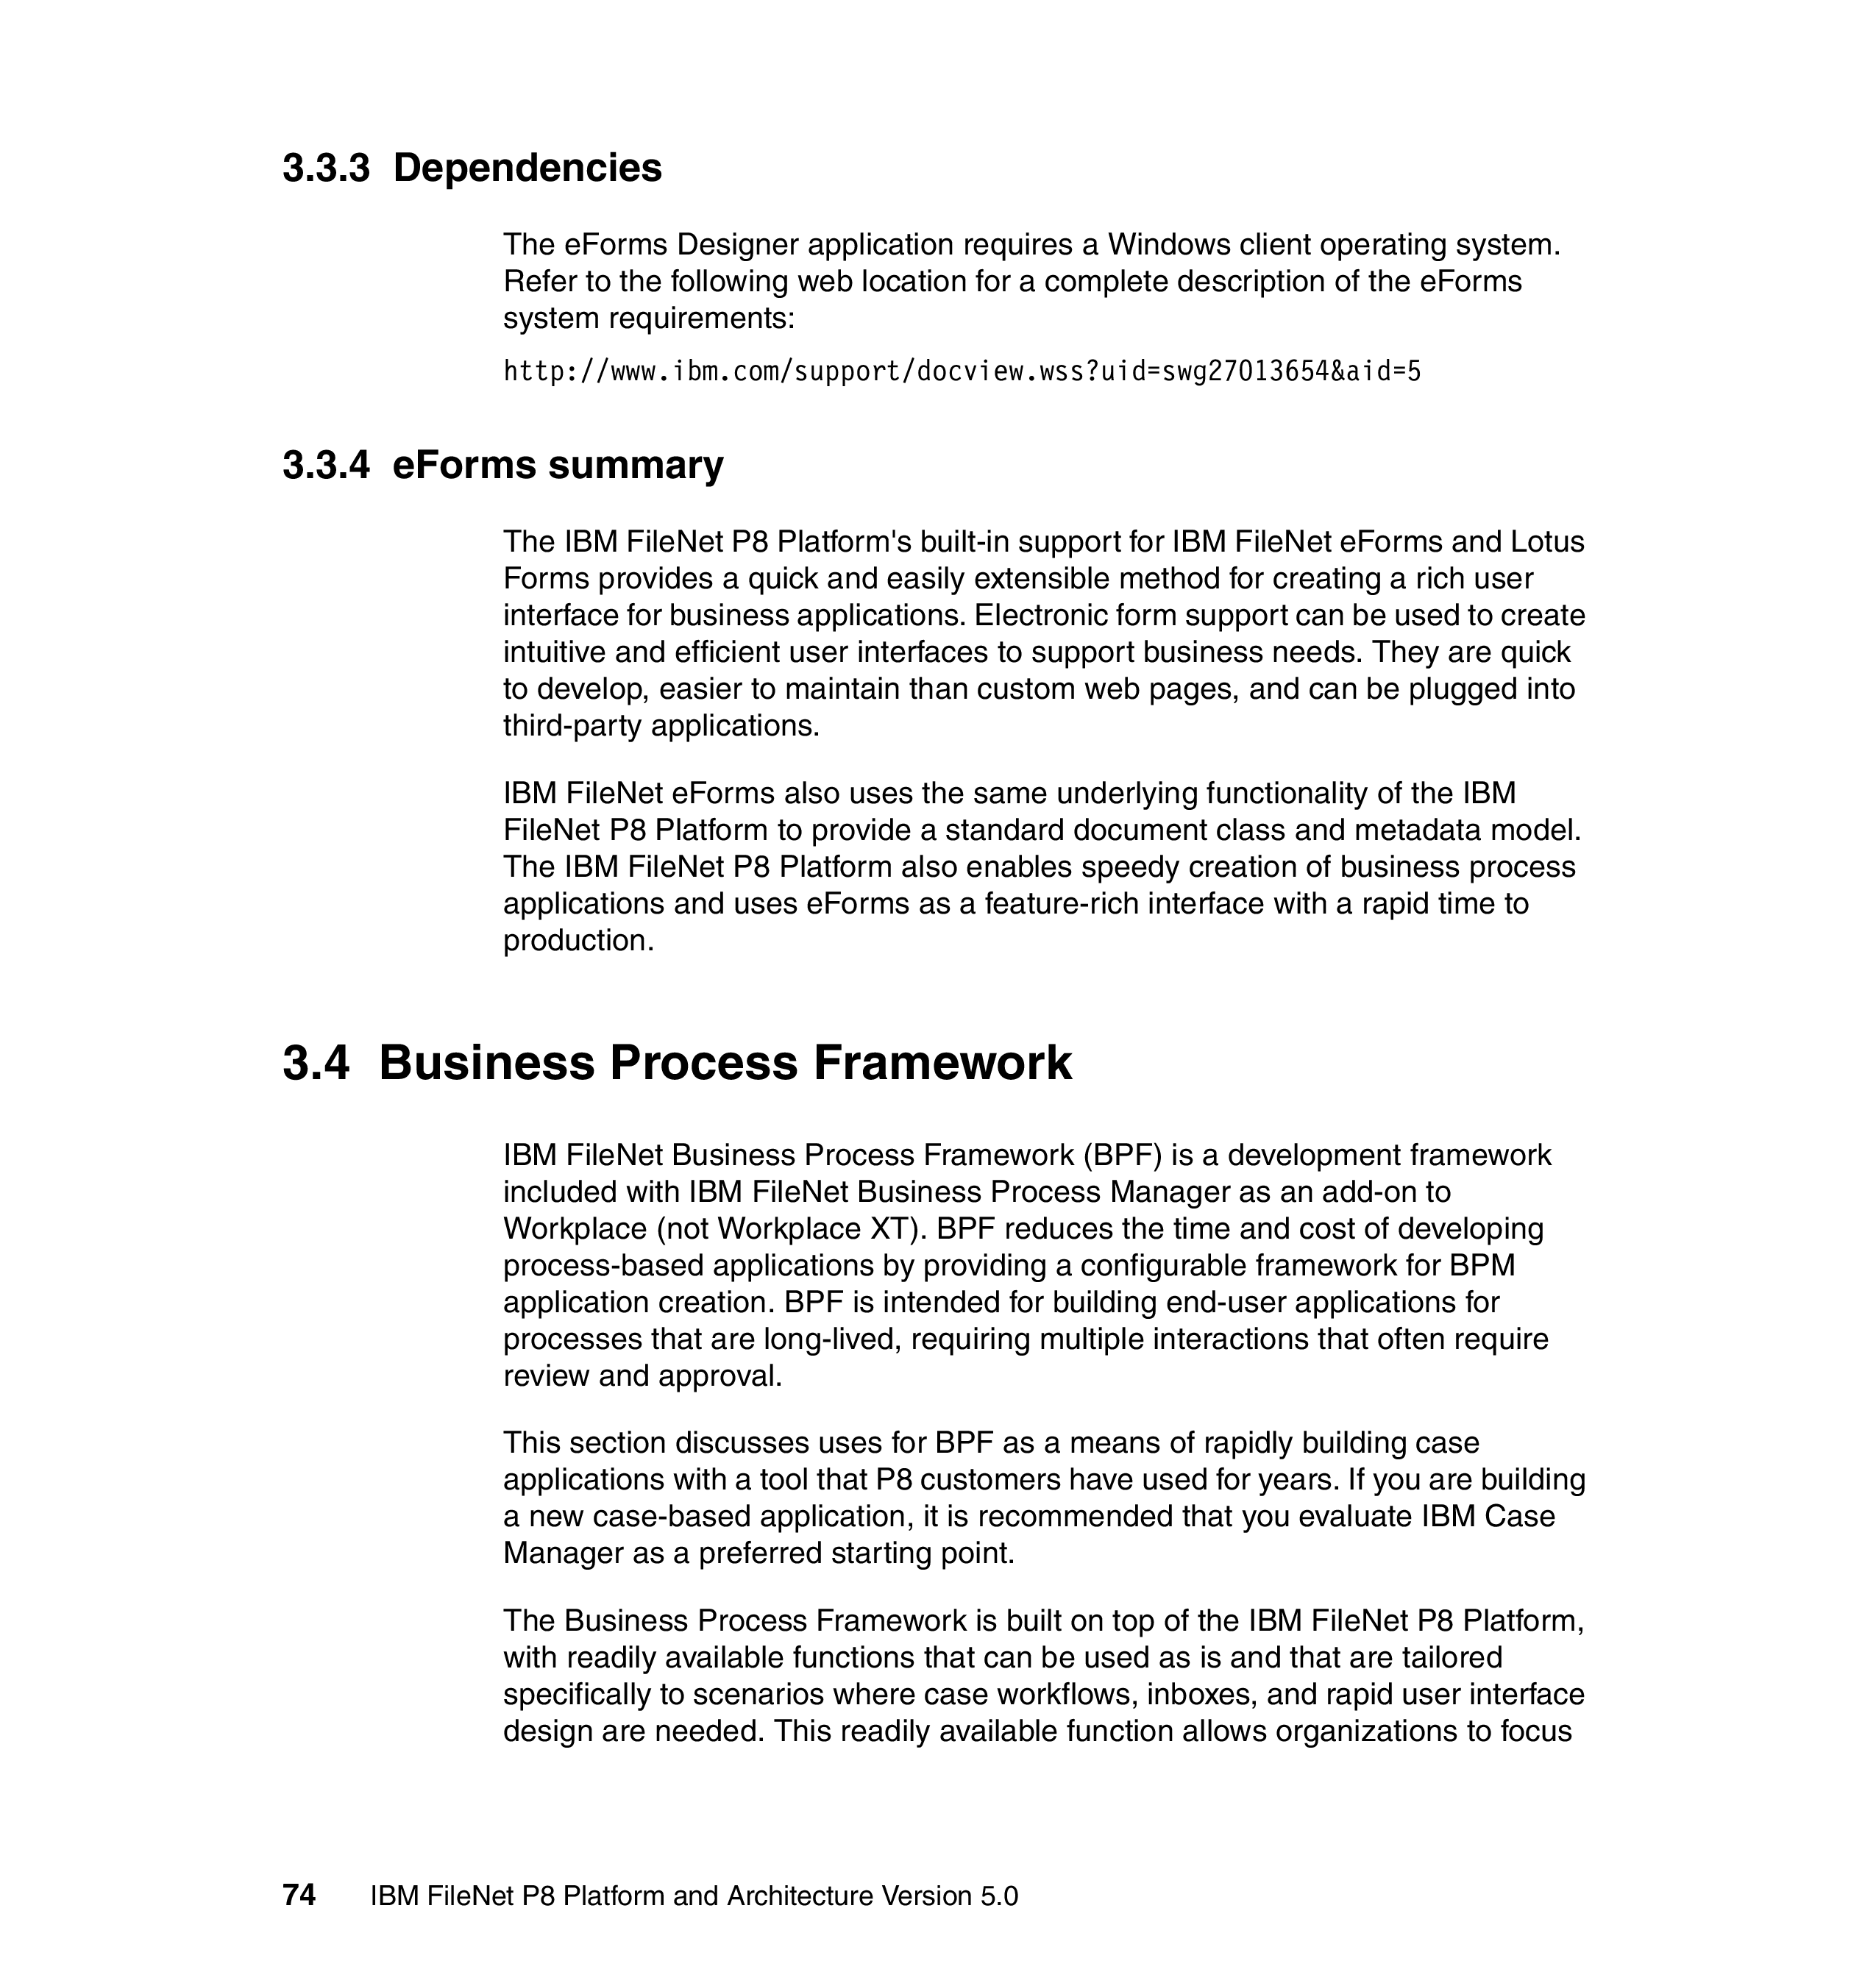 3.3.3 Dependencies
The eForms Designer application requires a Windows client operating system.
Refer to the following web location for a complete description of the eForms
system requirements:
http://www.ibm.com/support/docview.wss?uid=swg27013654&aid=5
3.3.4 eForms summary
The IBM FileNet P8 Platform's built-in support for IBM FileNet eForms and Lotus
Forms provides a quick and easily extensible method for creating a rich user
interface for business applications. Electronic form support can be used to create
intuitive and efficient user interfaces to support business needs. They are quick
to develop, easier to maintain than custom web pages, and can be plugged into
third-party applications.
IBM FileNet eForms also uses the same underlying functionality of the IBM
FileNet P8 Platform to provide a standard document class and metadata model.
The IBM FileNet P8 Platform also enables speedy creation of business process
applications and uses eForms as a feature-rich interface with a rapid time to
production.
3.4 Business Process Framework
IBM FileNet Business Process Framework (BPF) is a development framework
included with IBM FileNet Business Process Manager as an add-on to
Workplace (not Workplace XT). BPF reduces the time and cost of developing
process-based applications by providing a configurable framework for BPM
application creation. BPF is intended for building end-user applications for
processes that are long-lived, requiring multiple interactions that often require
review and approval.
This section discusses uses for BPF as a means of rapidly building case
applications with a tool that P8 customers have used for years. If you are building
a new case-based application, it is recommended that you evaluate IBM Case
Manager as a preferred starting point.
The Business Process Framework is built on top of the IBM FileNet P8 Platform,
with readily available functions that can be used as is and that are tailored
specifically to scenarios where case workflows, inboxes, and rapid user interface
design are needed. This readily available function allows organizations to focus
74 IBM FileNet P8 Platform and Architecture Version 5.0